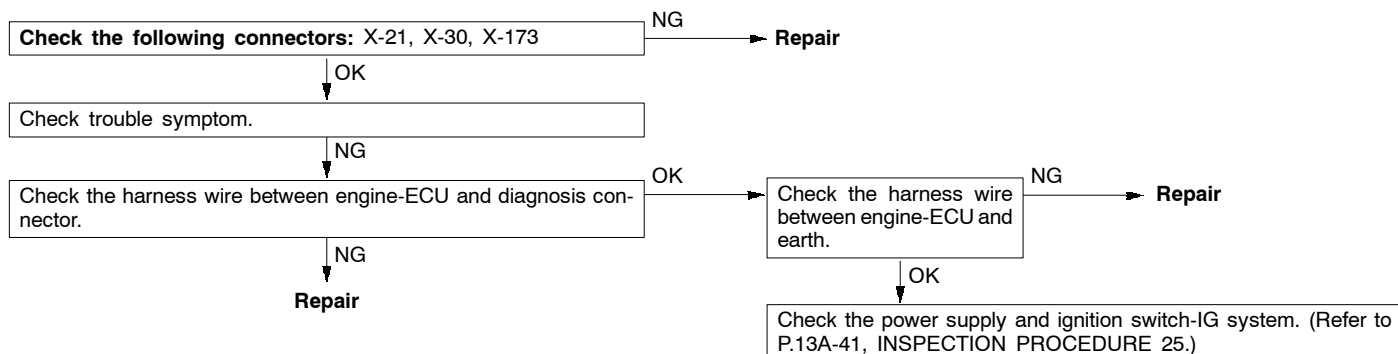 Check the following connectors: X-21, X-30, X-173
NG
Repair
OK
Check trouble symptom.
NG
Check the harness wire between engine-ECU and diagnosis con-
nector.
OK
Check the harness wire
between engine-ECU and
earth.
NG
Repair
NG
Repair
OK
Check the power supply and ignition switch-IG system. (Refer to
P.13A-41, INSPECTION PROCEDURE 25.)